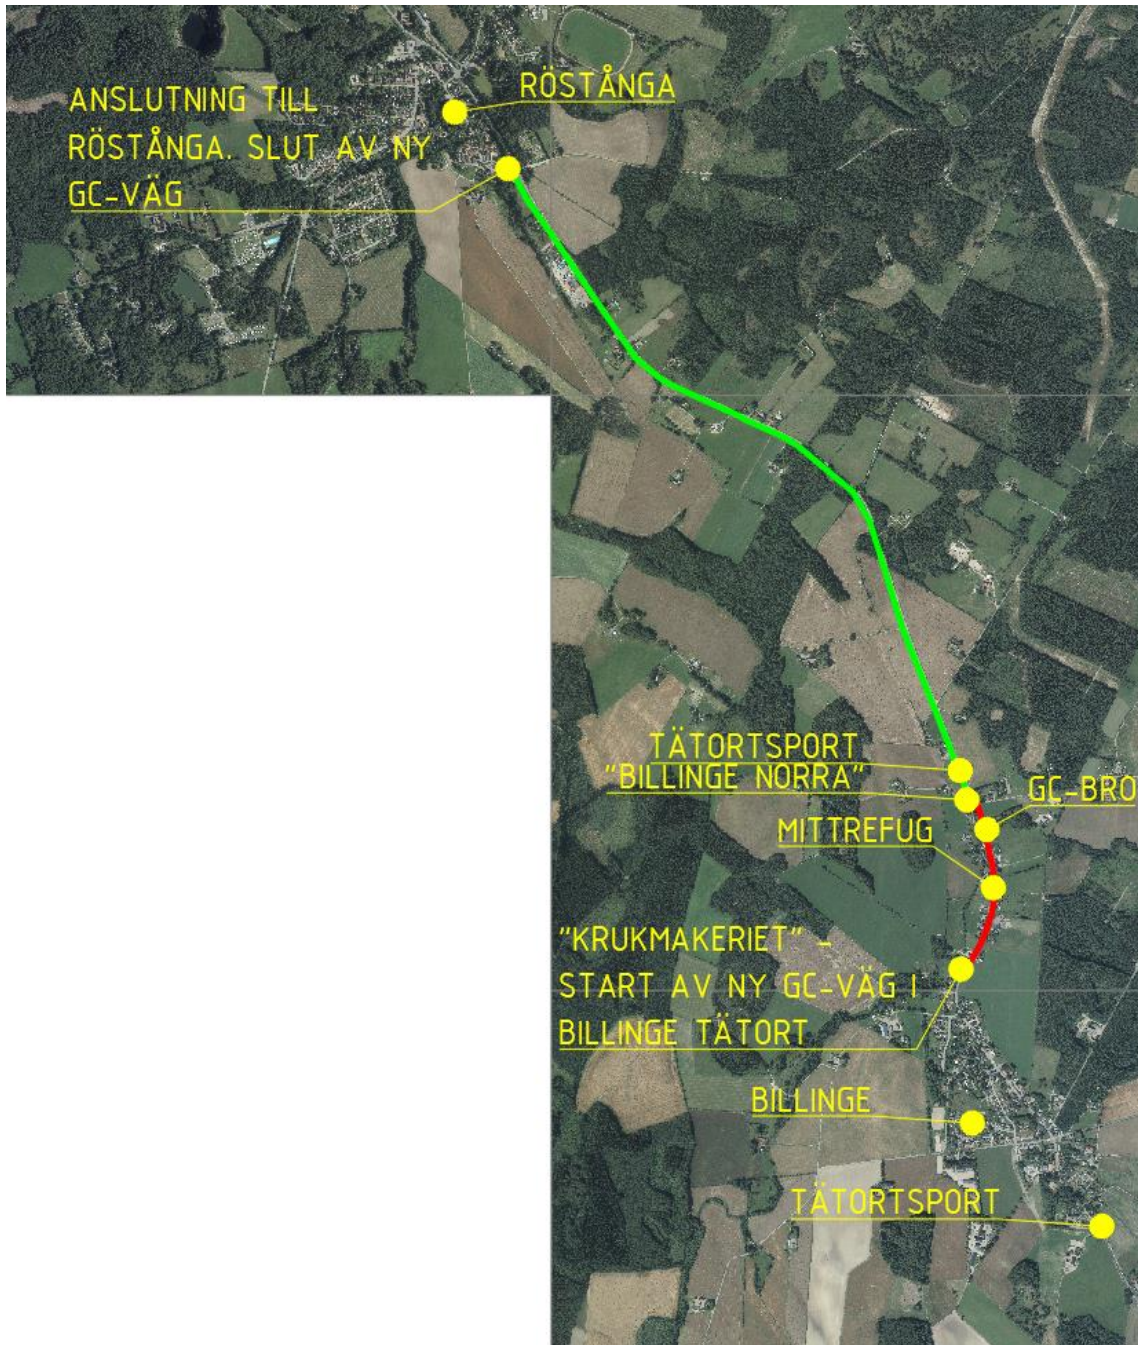 RÖSTÅNGA
ANSLUTNING TILL
RÖSTÅNGA. SLUT AV NY
GC-VÄG
TÄTORTSPORT
"BILLINGE NORRA"
GC-BRO
MITTREFUG
"KRUKMAKERIET" -
START AV NY GC-VÄG I
BILLINGE TÄTORT
BILLINGE
TÄTORTSPORT